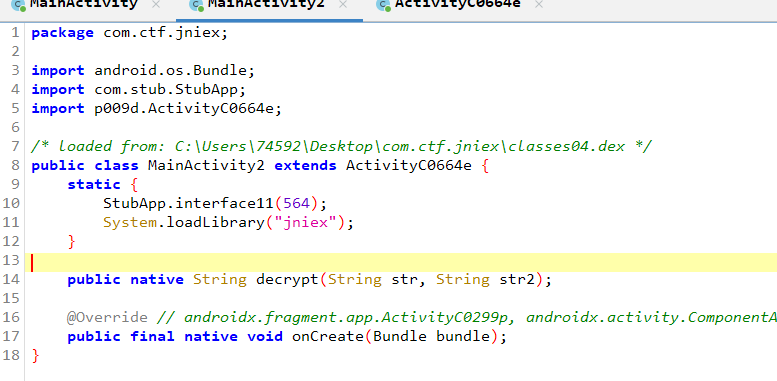 MainActivity × MainActivity2 × ActivityC0664e ×
1 package com.ctf.jniex;
2
3 import android.os.Bundle;
4 import com.stub.StubApp;
5 import p009d.ActivityC0664e;
6
7 /* loaded from: C:\Users\74592\Desktop\com.ctf.jniex\classes04.dex */
8 public class MainActivity2 extends ActivityC0664e {
9     static {
10         StubApp.interface11(564);
11         System.loadLibrary("jniex");
12     }
13
14     public native String decrypt(String str, String str2);
15
16     @Override // androidx.fragment.app.ActivityC0299p, androidx.activity.ComponentA
17     public final native void onCreate(Bundle bundle);
18 }